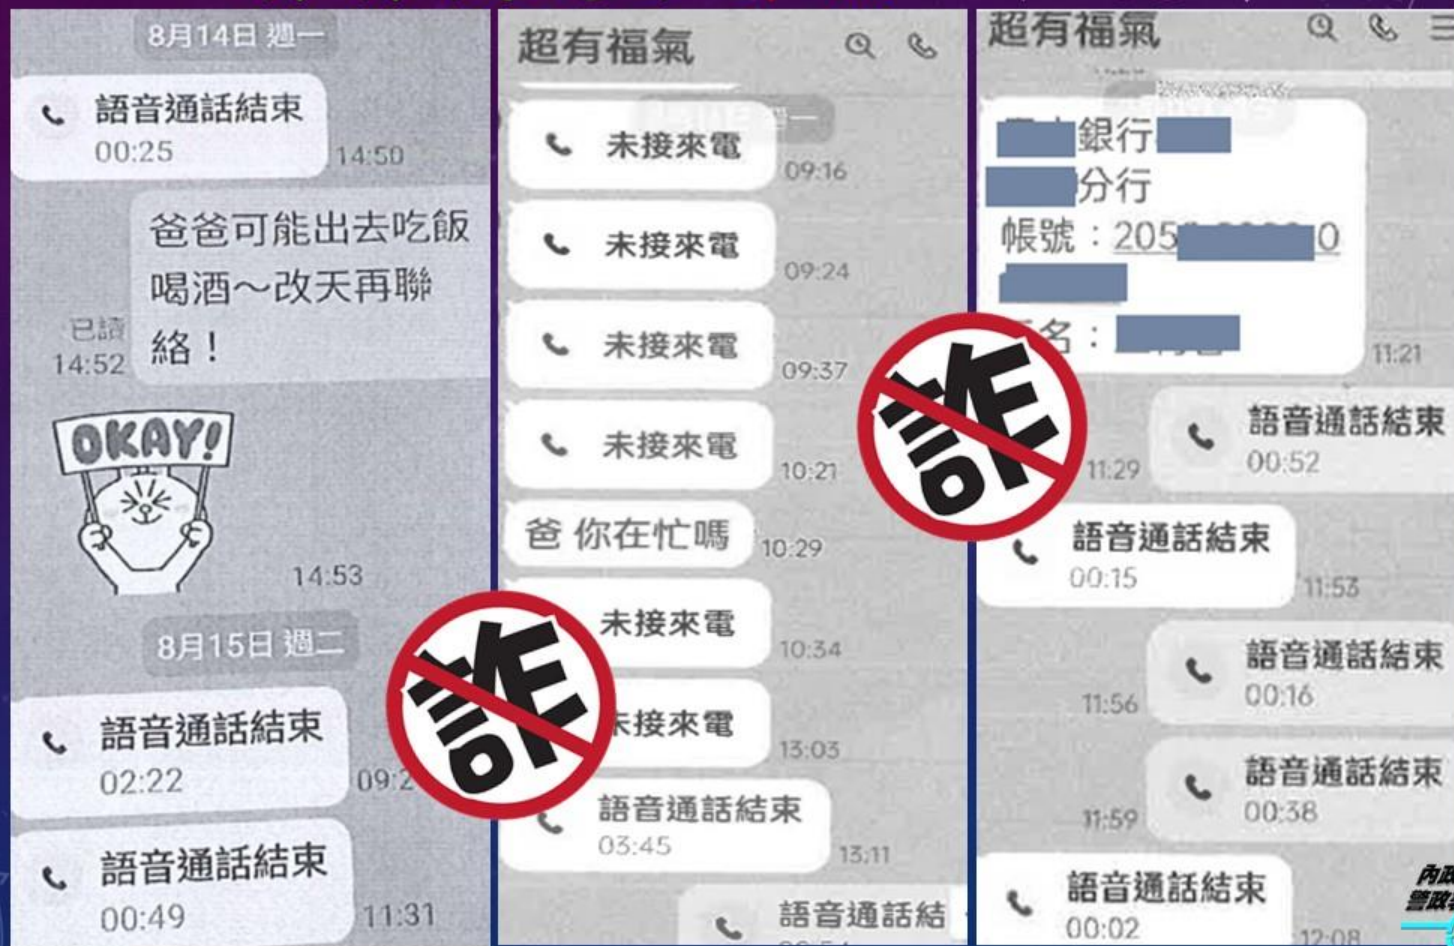 8月14日 週一
語音通話結束
00:25
14:50
爸爸可能出去吃飯
喝酒～改天再聯
絡！
已讀
14:52
OKAY!
14:53
8月15日 週二
語音通話結束
02:22
09:2
語音通話結束
00:49
11:31
詐
超有福氣
未接來電
09:16
未接來電
09:24
未接來電
09:37
未接來電
10:21
爸 你在忙嗎
10:29
未接來電
10:34
未接來電
13:03
語音通話結束
03:45
13:11
語音通話結
詐
超有福氣
銀行
分行
帳號：205 0
名：
11:21
語音通話結束
00:52
11:29
語音通話結束
00:15
11:53
語音通話結束
00:16
11:56
語音通話結束
00:38
11:59
語音通話結束
00:02
12:08
內政
警政